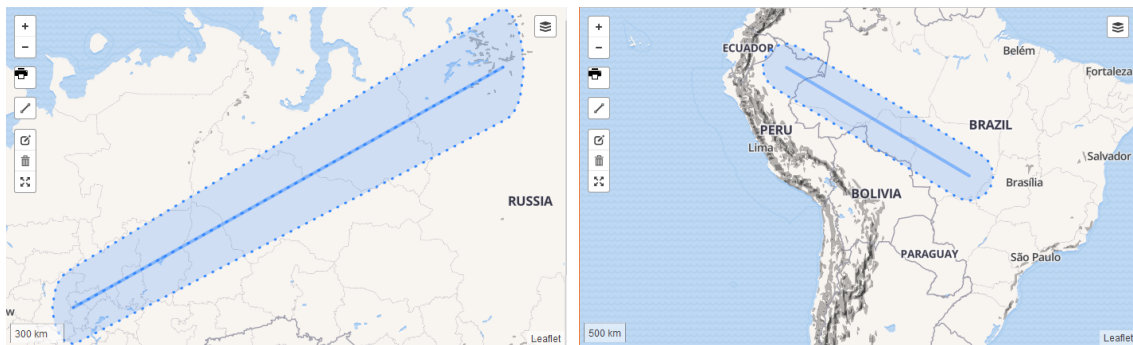 +
−
RUSSIA
W
300 km
Leaflet
+
−
ECUADOR
Belém
Fortaleza
PERU
BRAZIL
Lima
Salvador
BOLIVIA
Brasília
PARAGUAY
São Paulo
500 km
Leaflet